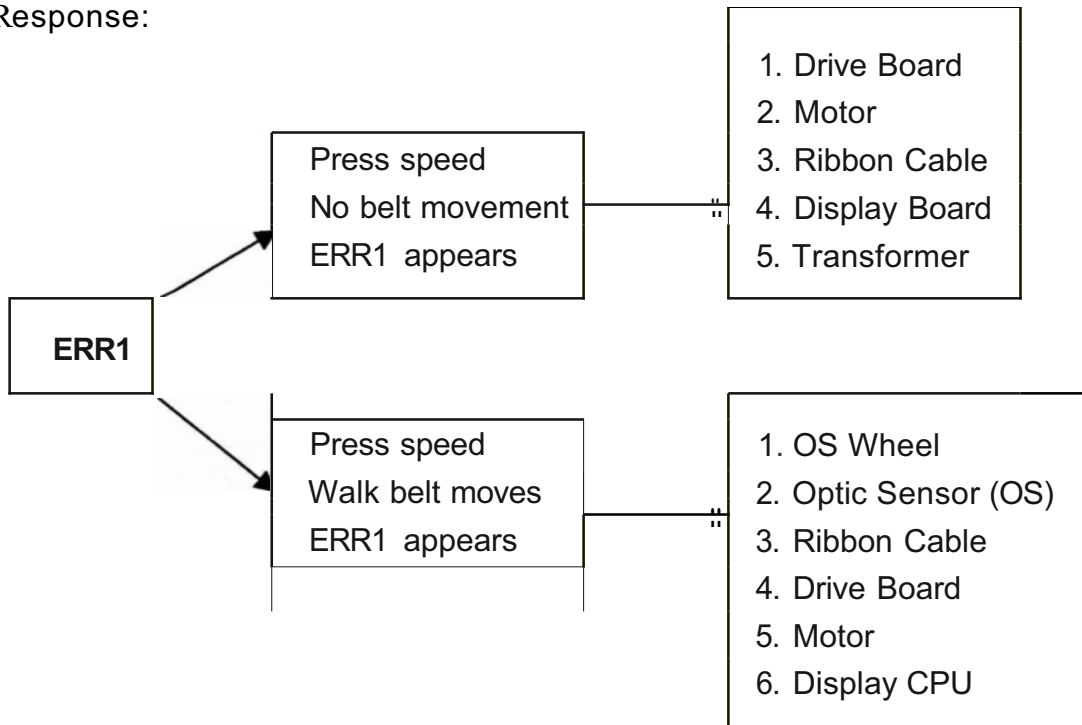 Response:
ERR1
Press speed
No belt movement
ERR1 appears
1. Drive Board
2. Motor
3. Ribbon Cable
4. Display Board
5. Transformer
Press speed
Walk belt moves
ERR1 appears
1. OS Wheel
2. Optic Sensor (OS)
3. Ribbon Cable
4. Drive Board
5. Motor
6. Display CPU